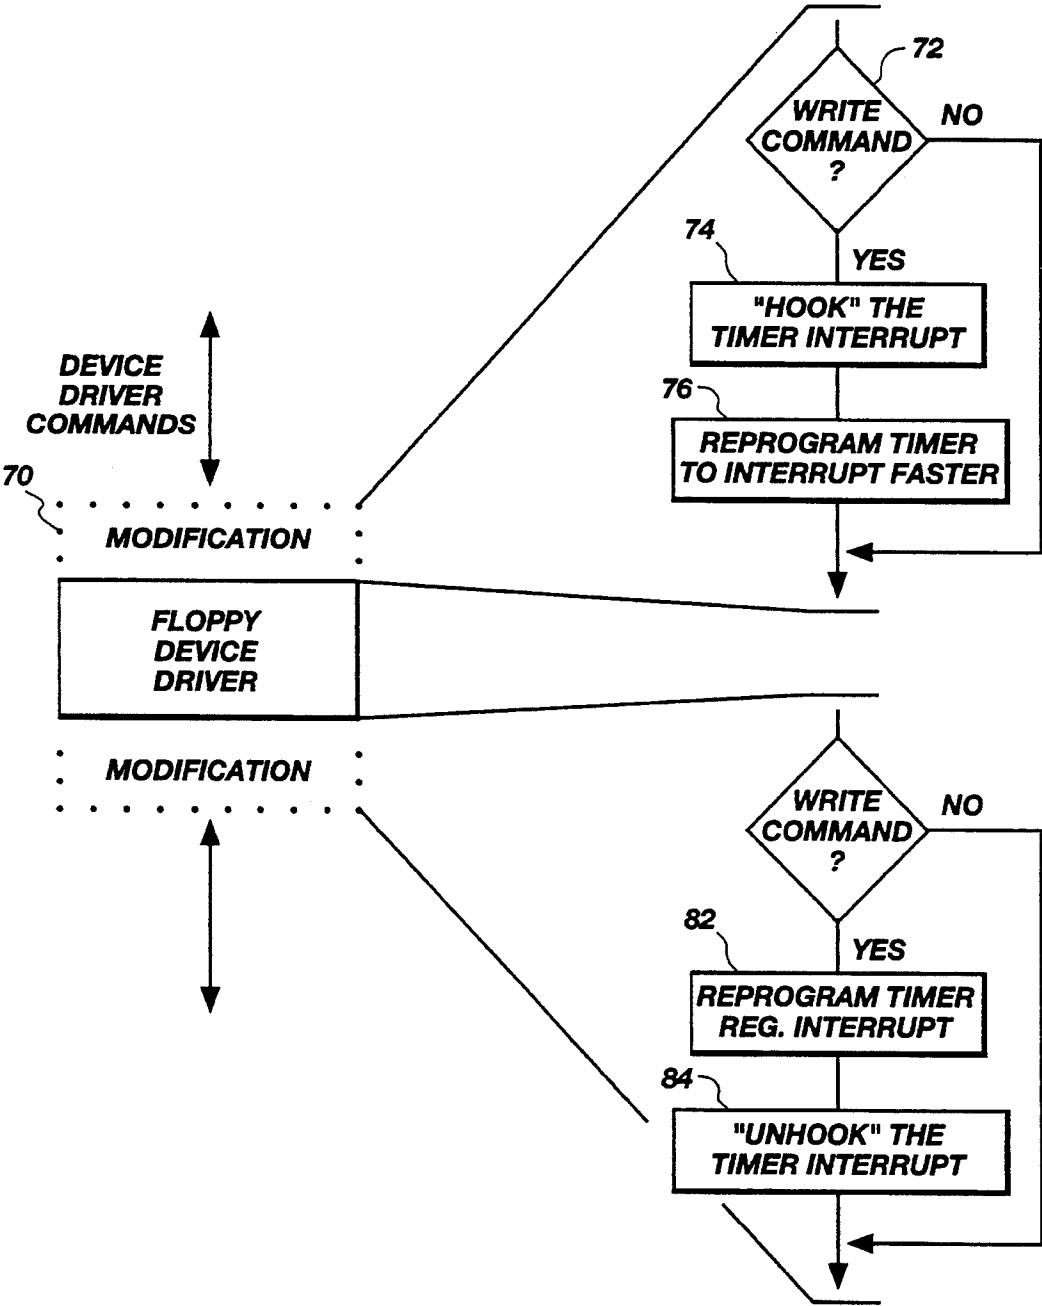 72
WRITE
COMMAND
?
NO
74
YES
"HOOK" THE
TIMER INTERRUPT
76
REPROGRAM TIMER
TO INTERRUPT FASTER
DEVICE
DRIVER
COMMANDS
70
MODIFICATION
FLOPPY
DEVICE
DRIVER
MODIFICATION
WRITE
COMMAND
?
NO
82
YES
REPROGRAM TIMER
REG. INTERRUPT
84
"UNHOOK" THE
TIMER INTERRUPT